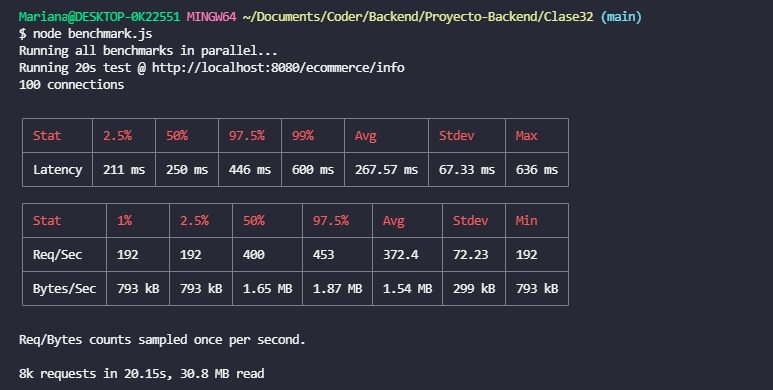 Mariana@DESKTOP-0K22551 MINGW64 ~/Documents/Coder/Backend/Proyecto-Backend/Clase32 (main)
$ node benchmark.js
Running all benchmarks in parallel...
Running 20s test @ http://localhost:8080/ecommerce/info
100 connections
Stat 2.5% 50% 97.5% 99% Avg Stdev Max
Latency 211 ms 250 ms 446 ms 600 ms 267.57 ms 67.33 ms 636 ms
Stat 1% 2.5% 50% 97.5% Avg Stdev Min
Req/Sec 192 192 400 453 372.4 72.23 192
Bytes/Sec 793 kB 793 kB 1.65 MB 1.87 MB 1.54 MB 299 kB 793 kB
Req/Bytes counts sampled once per second.
8k requests in 20.15s, 30.8 MB read